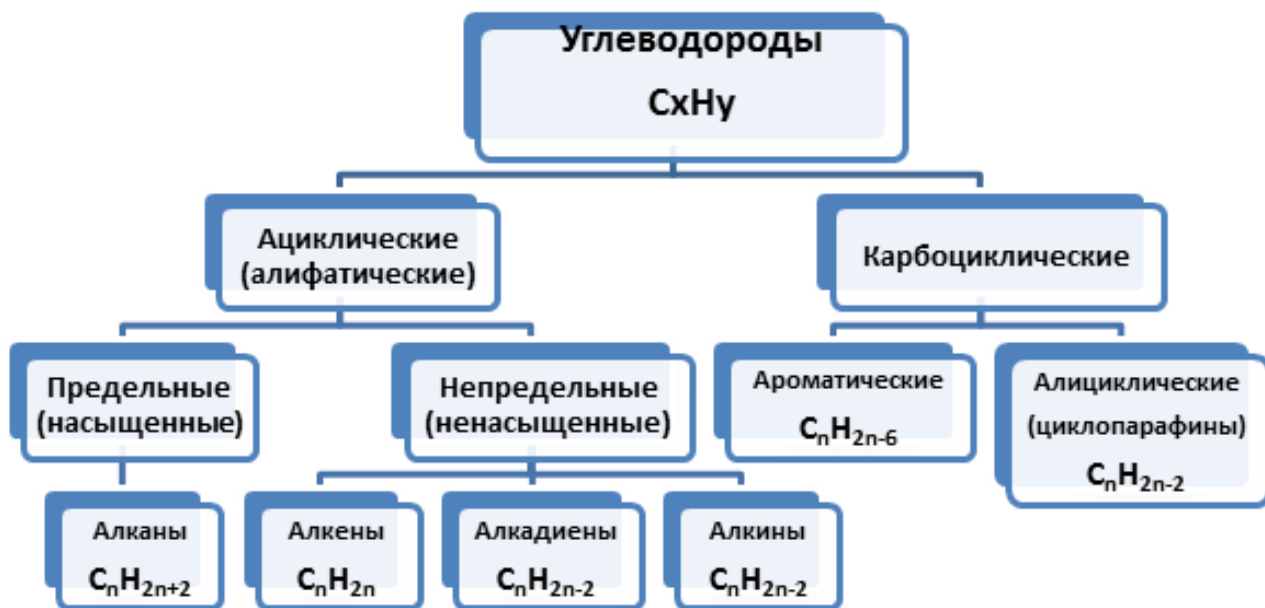 Углеводороды
CxHy
Ациклические
(алифатические)
Карбоциклические
Предельные
(насыщенные)
Непредельные
(ненасыщенные)
Ароматические
CₙH₂ₙ₋₆
Алициклические
(циклопарафины)
CₙH₂ₙ₋₂
Алканы
CₙH₂ₙ₊₂
Алкены
CₙH₂ₙ
Алкадиены
CₙH₂ₙ₋₂
Алкины
CₙH₂ₙ₋₂